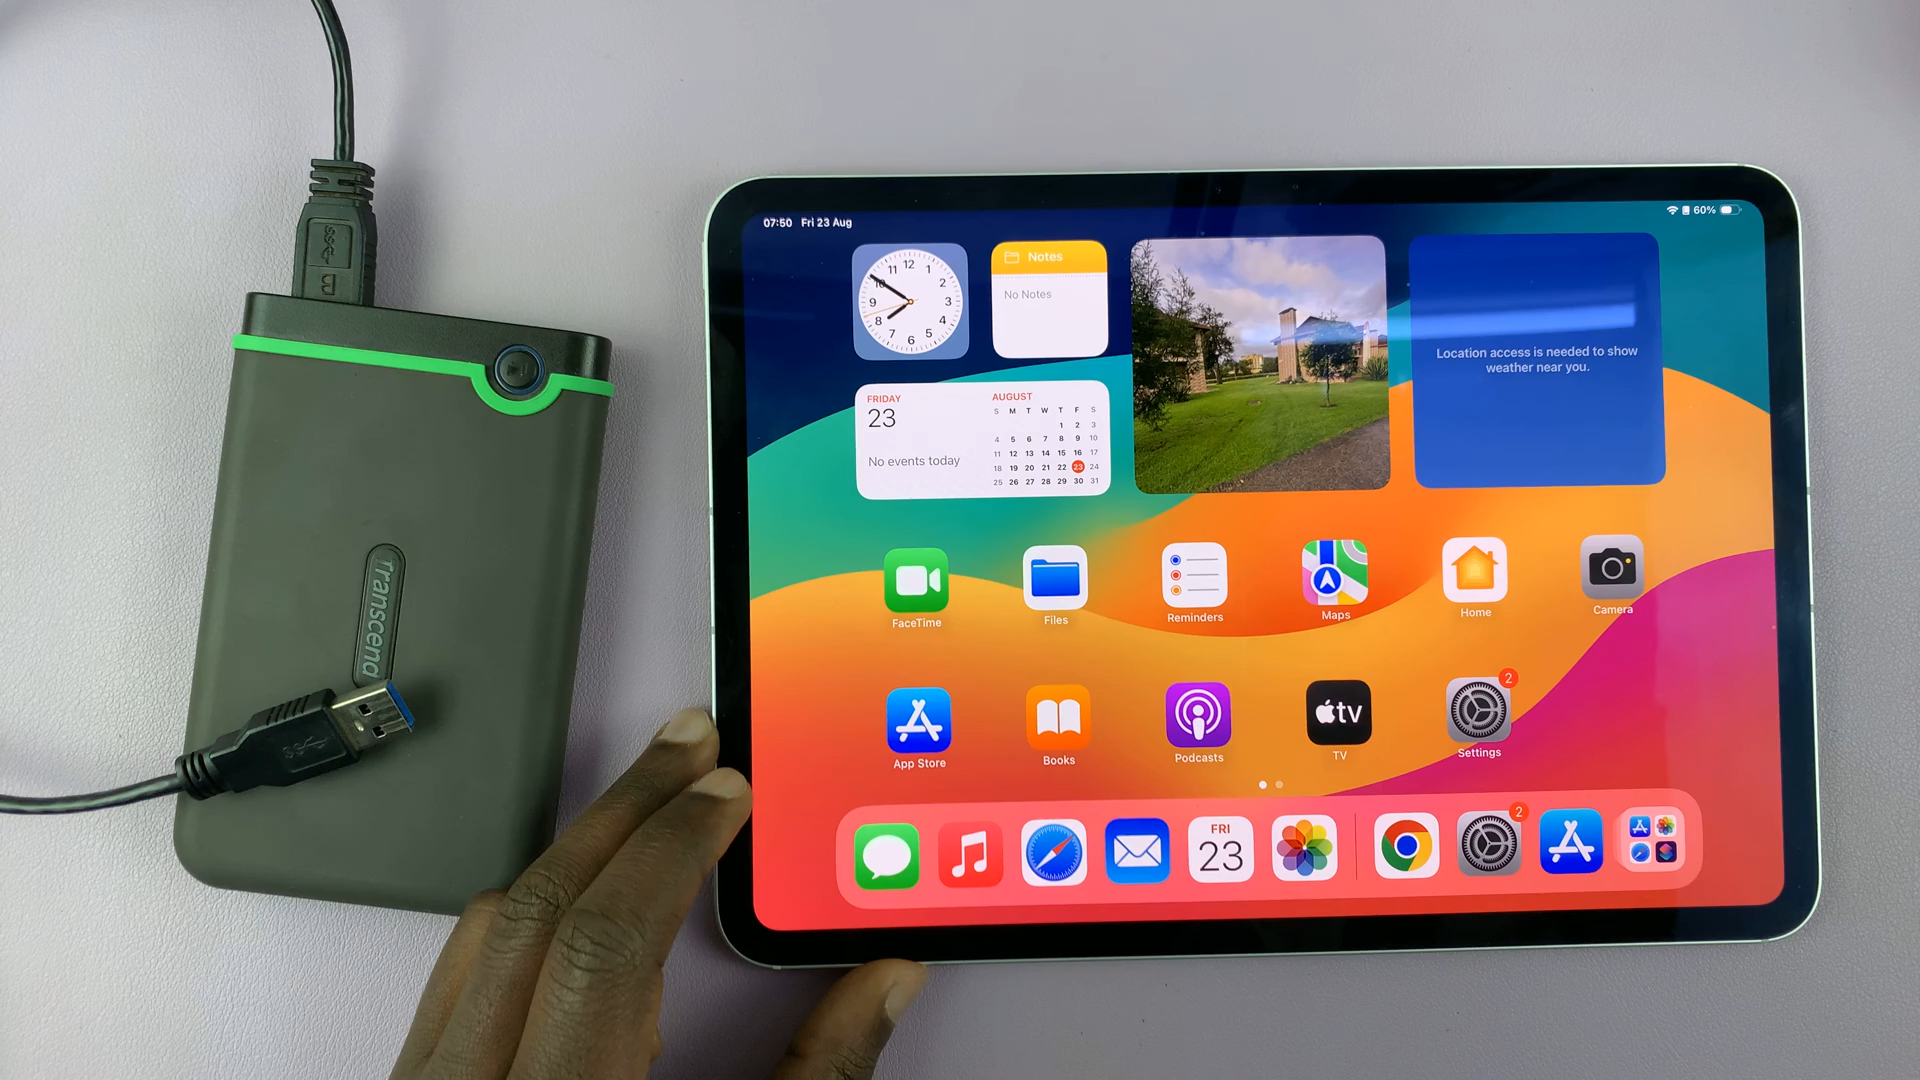 07:50 Fri 23 Aug
60%
12
1
2
3
4
5
6
7
8
9
10
11
Notes
No Notes
Location access is needed to show
weather near you.
FRIDAY
23
No events today
AUGUST
S M T W T F S
1 2 3
4 5 6 7 8 9 10
11 12 13 14 15 16 17
18 19 20 21 22 23 24
25 26 27 28 29 30 31
FaceTime
Files
Reminders
Maps
Home
Camera
App Store
Books
Podcasts
tv
TV
2
Settings
FRI
23
2
Transcend
SS
SS